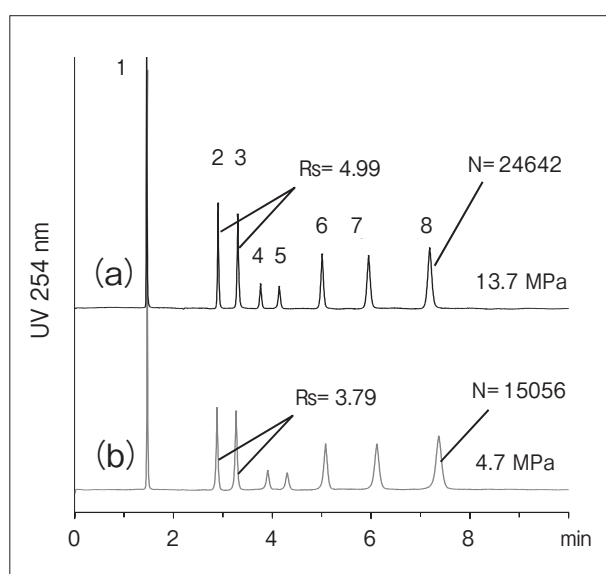 1
2 3
Rs= 4.99
N= 24642
4 5
6
7
8
(a)
13.7 MPa
UV 254 nm
Rs= 3.79
N= 15056
(b)
4.7 MPa
0 2 4 6 8 min